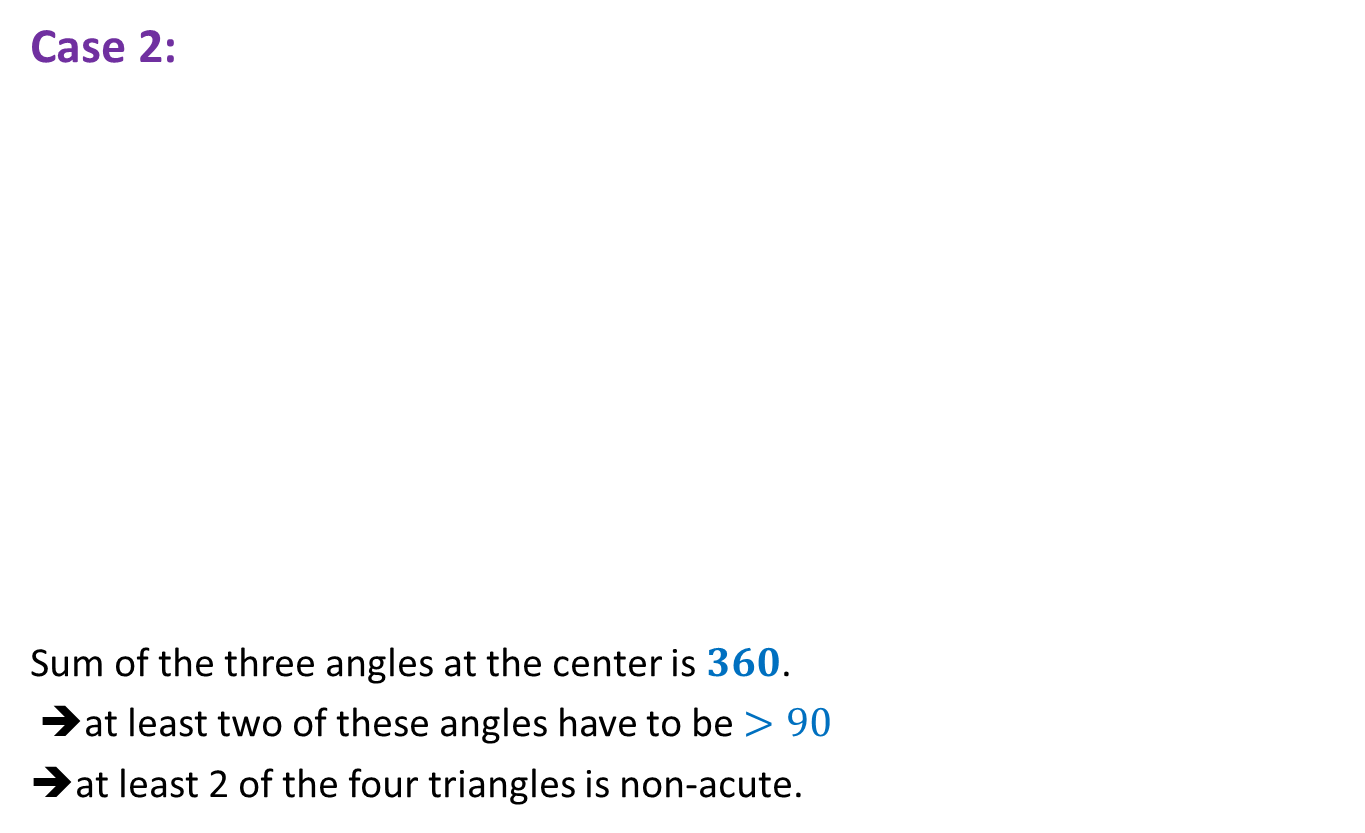 Case 2:
Sum of the three angles at the center is 360.
➔at least two of these angles have to be > 90
➔at least 2 of the four triangles is non-acute.